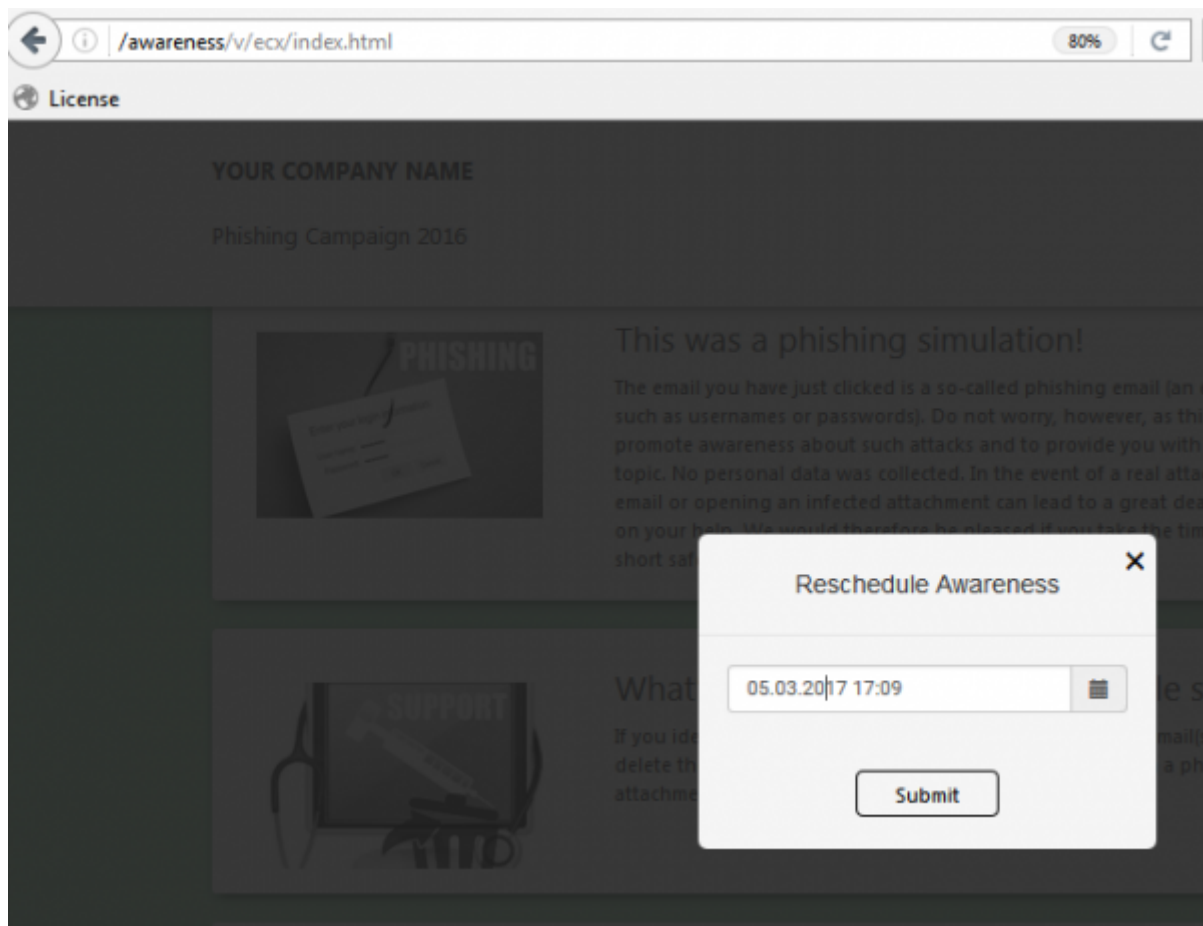 /awareness/v/ecx/index.html
80%
License
YOUR COMPANY NAME
Phishing Campaign 2016
PHISHING
This was a phishing simulation!
The email you have just clicked is a so-called phishing email (an
such as usernames or passwords). Do not worry, however, as thi
promote awareness about such attacks and to provide you with
topic. No personal data was collected. In the event of a real atta
email or opening an infected attachment can lead to a great dea
on your help. We would therefore be pleased if you take the tim
short saf
Reschedule Awareness
05.03.2017 17:09
Submit
SUPPORT
What
le s
If you ide
mail(s
delete th
a ph
attachme